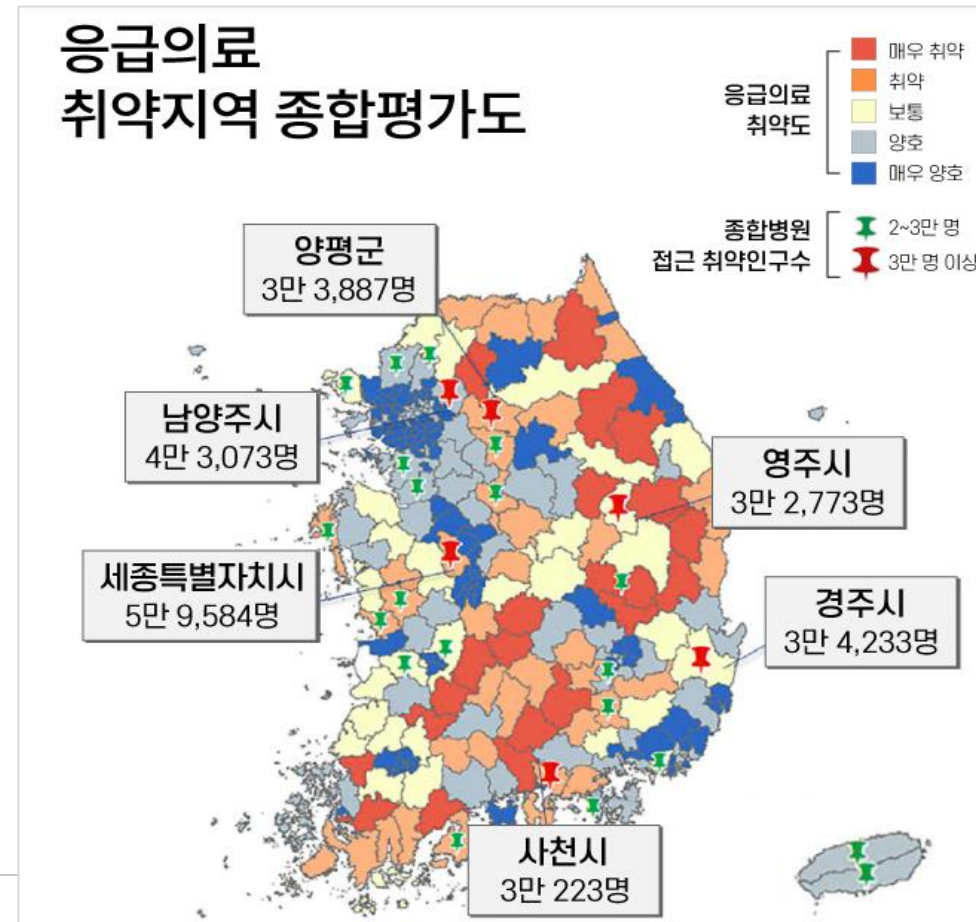 응급의료
취약지역 종합평가도
응급의료
취약도
매우 취약
취약
보통
양호
매우 양호
종합병원
접근 취약인구수
2~3만 명
3만 명 이상
양평군
3만 3,887명
남양주시
4만 3,073명
영주시
3만 2,773명
세종특별자치시
5만 9,584명
경주시
3만 4,233명
사천시
3만 223명